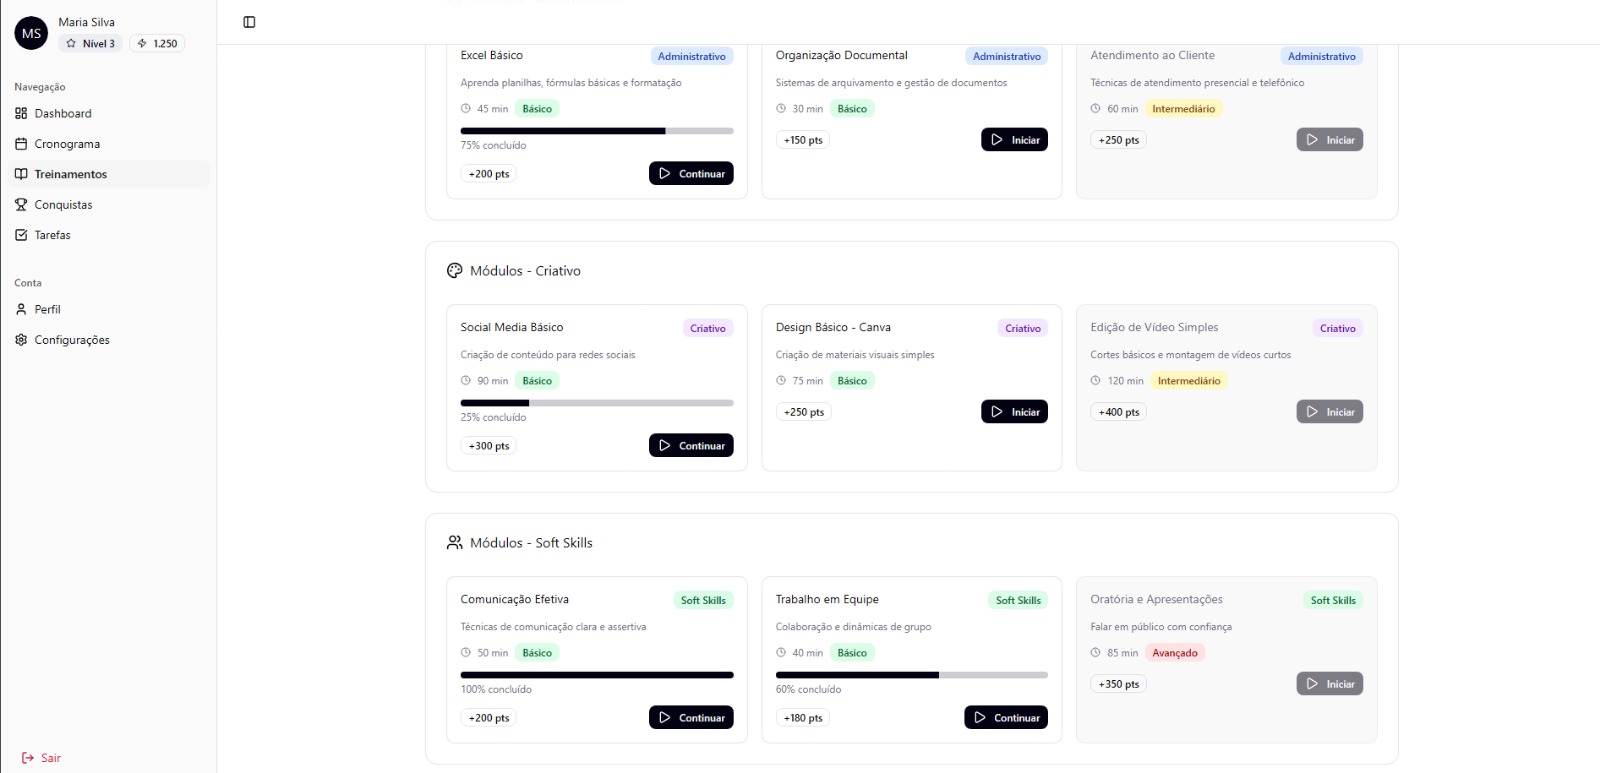 MS
Maria Silva
Nível 3
1.250
Navegação
Dashboard
Cronograma
Treinamentos
Conquistas
Tarefas
Conta
Perfil
Configurações
Sair
Excel Básico
Administrativo
Aprenda planilhas, fórmulas básicas e formatação
45 min
Básico
75% concluído
+200 pts
Continuar
Organização Documental
Administrativo
Sistemas de arquivamento e gestão de documentos
30 min
Básico
+150 pts
Iniciar
Atendimento ao Cliente
Administrativo
Técnicas de atendimento presencial e telefônico
60 min
Intermediário
+250 pts
Iniciar
Módulos - Criativo
Social Media Básico
Criativo
Criação de conteúdo para redes sociais
90 min
Básico
25% concluído
+300 pts
Continuar
Design Básico - Canva
Criativo
Criação de materiais visuais simples
75 min
Básico
+250 pts
Iniciar
Edição de Vídeo Simples
Criativo
Cortes básicos e montagem de vídeos curtos
120 min
Intermediário
+400 pts
Iniciar
Módulos - Soft Skills
Comunicação Efetiva
Soft Skills
Técnicas de comunicação clara e assertiva
50 min
Básico
100% concluído
+200 pts
Continuar
Trabalho em Equipe
Soft Skills
Colaboração e dinâmicas de grupo
40 min
Básico
60% concluído
+180 pts
Continuar
Oratória e Apresentações
Soft Skills
Falar em público com confiança
85 min
Avançado
+350 pts
Iniciar